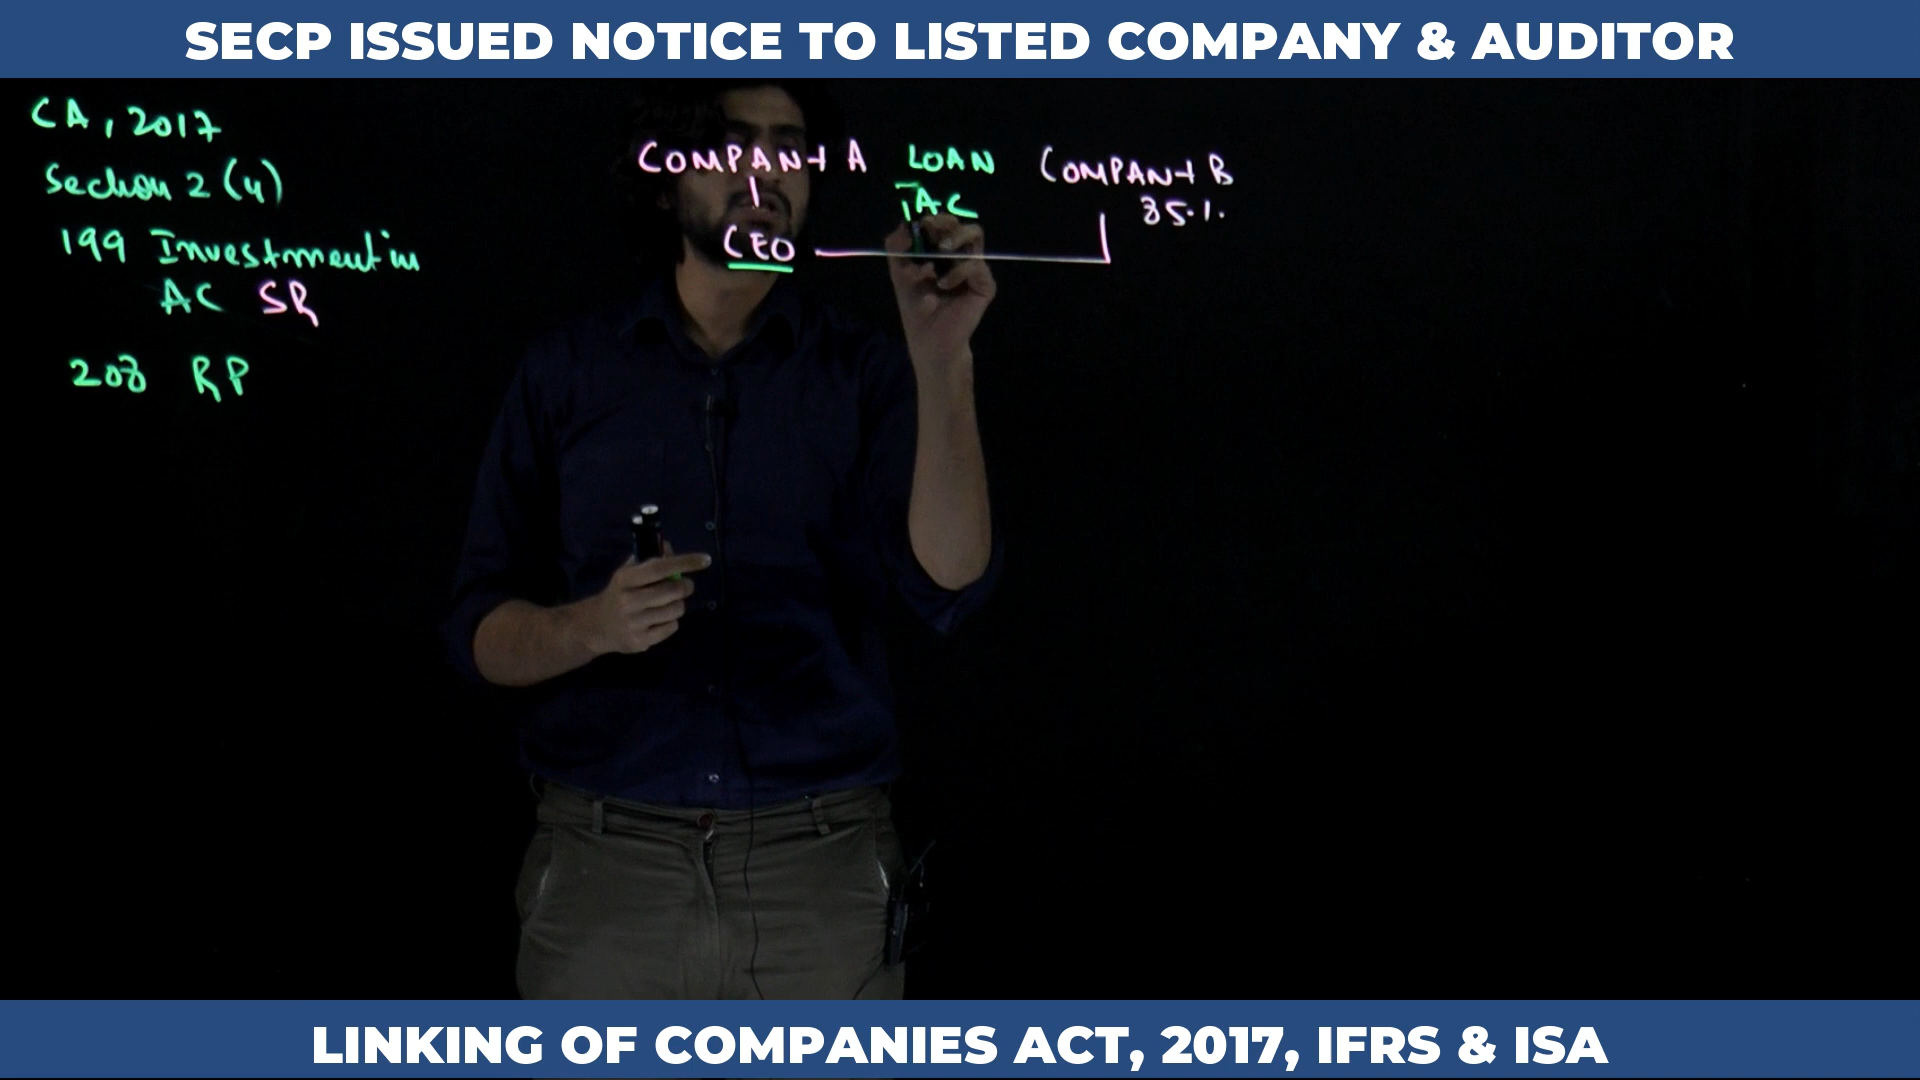 SECP ISSUED NOTICE TO LISTED COMPANY & AUDITOR
CA, 2017
Section 2 (4)
199 Investment in
AC SR
208 RP
COMPANY A LOAN COMPANY B
AC 35%
CEO
LINKING OF COMPANIES ACT, 2017, IFRS & ISA